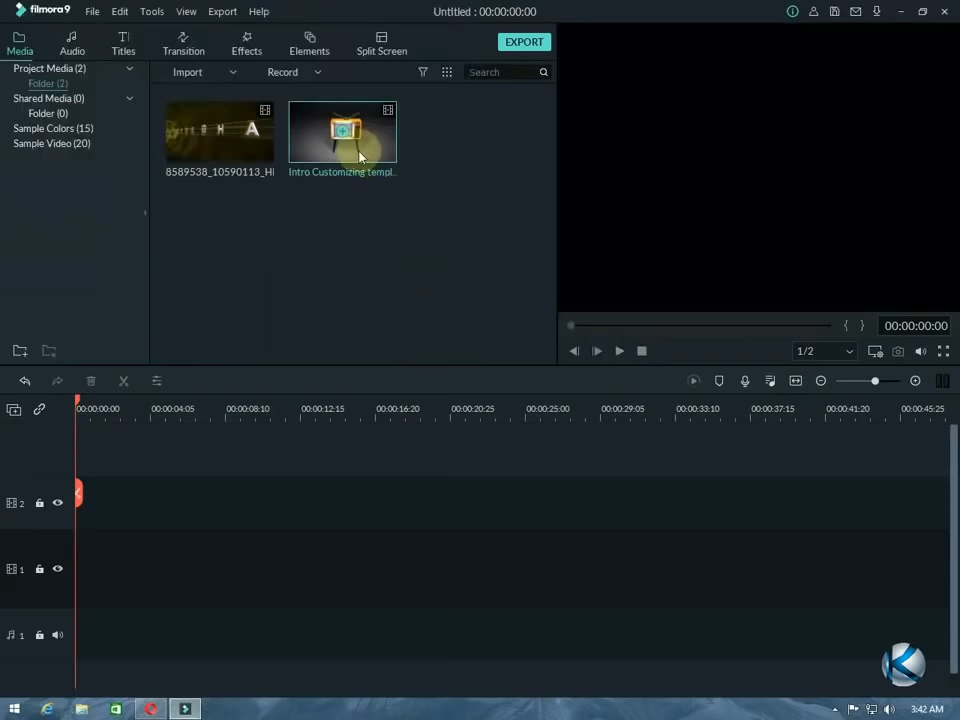 filmora9 File Edit Tools View Export Help Untitled : 00:00:00:00
Media Audio Titles Transition Effects Elements Split Screen EXPORT
Project Media (2) Import Record Search
Folder (2)
Shared Media (0)
Folder (0)
Sample Colors (15)
Sample Video (20)
A
8589538_10590113_HI Intro Customizing templ..
00:00:00:00
1/2
00:00:00:00 00:00:04:05 00:00:08:10 00:00:12:15 00:00:16:20 00:00:20:25 00:00:25:00 00:00:29:05 00:00:33:10 00:00:37:15 00:00:41:20 00:00:45:25
2
1
1
3:42 AM